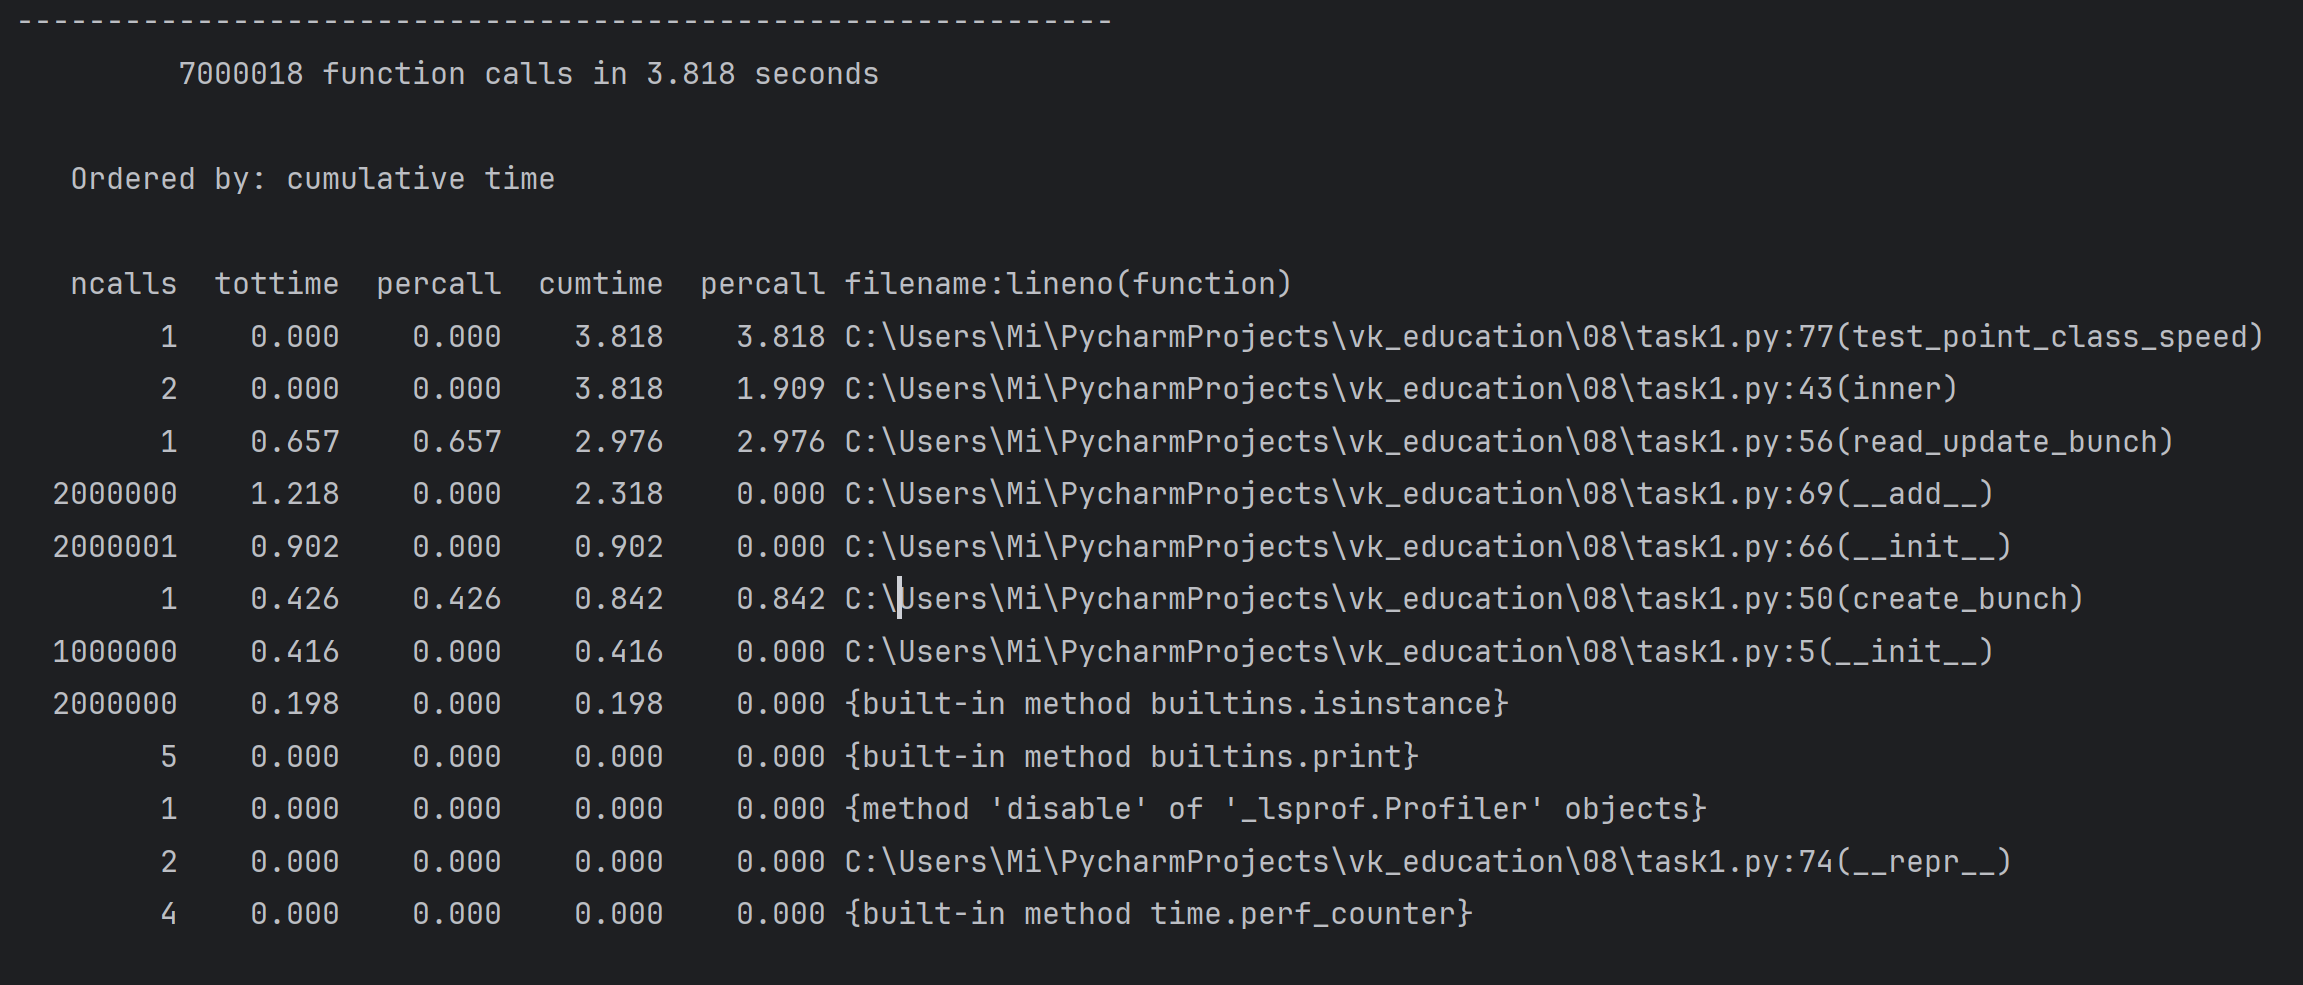 -------------------------------------------------------------
7000018 function calls in 3.818 seconds
Ordered by: cumulative time
ncalls  tottime  percall  cumtime  percall filename:lineno(function)
1    0.000    0.000    3.818    3.818 C:\Users\Mi\PycharmProjects\vk_education\08\task1.py:77(test_point_class_speed)
2    0.000    0.000    3.818    1.909 C:\Users\Mi\PycharmProjects\vk_education\08\task1.py:43(inner)
1    0.657    0.657    2.976    2.976 C:\Users\Mi\PycharmProjects\vk_education\08\task1.py:56(read_update_bunch)
2000000    1.218    0.000    2.318    0.000 C:\Users\Mi\PycharmProjects\vk_education\08\task1.py:69(__add__)
2000001    0.902    0.000    0.902    0.000 C:\Users\Mi\PycharmProjects\vk_education\08\task1.py:66(__init__)
1    0.426    0.426    0.842    0.842 C:\Users\Mi\PycharmProjects\vk_education\08\task1.py:50(create_bunch)
1000000    0.416    0.000    0.416    0.000 C:\Users\Mi\PycharmProjects\vk_education\08\task1.py:5(__init__)
2000000    0.198    0.000    0.198    0.000 {built-in method builtins.isinstance}
5    0.000    0.000    0.000    0.000 {built-in method builtins.print}
1    0.000    0.000    0.000    0.000 {method 'disable' of '_lsprof.Profiler' objects}
2    0.000    0.000    0.000    0.000 C:\Users\Mi\PycharmProjects\vk_education\08\task1.py:74(__repr__)
4    0.000    0.000    0.000    0.000 {built-in method time.perf_counter}